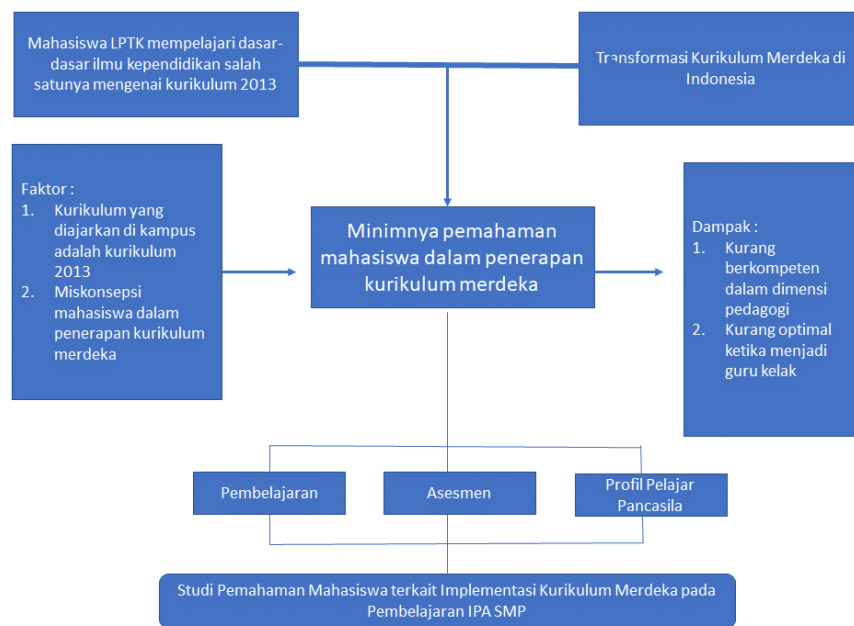 Mahasiswa LPTK mempelajari dasar-
dasar ilmu kependidikan salah
satunya mengenai kurikulum 2013
Transformasi Kurikulum Merdeka di
Indonesia
Faktor :
1. Kurikulum yang
diajarkan di kampus
adalah kurikulum
2013
2. Miskonsepsi
mahasiswa dalam
penerapan kurikulum
merdeka
Minimnya pemahaman
mahasiswa dalam penerapan
kurikulum merdeka
Dampak :
1. Kurang
berkompeten
dalam dimensi
pedagogi
2. Kurang optimal
ketika menjadi
guru kelak
Pembelajaran
Asesmen
Profil Pelajar
Pancasila
Studi Pemahaman Mahasiswa terkait Implementasi Kurikulum Merdeka pada
Pembelajaran IPA SMP